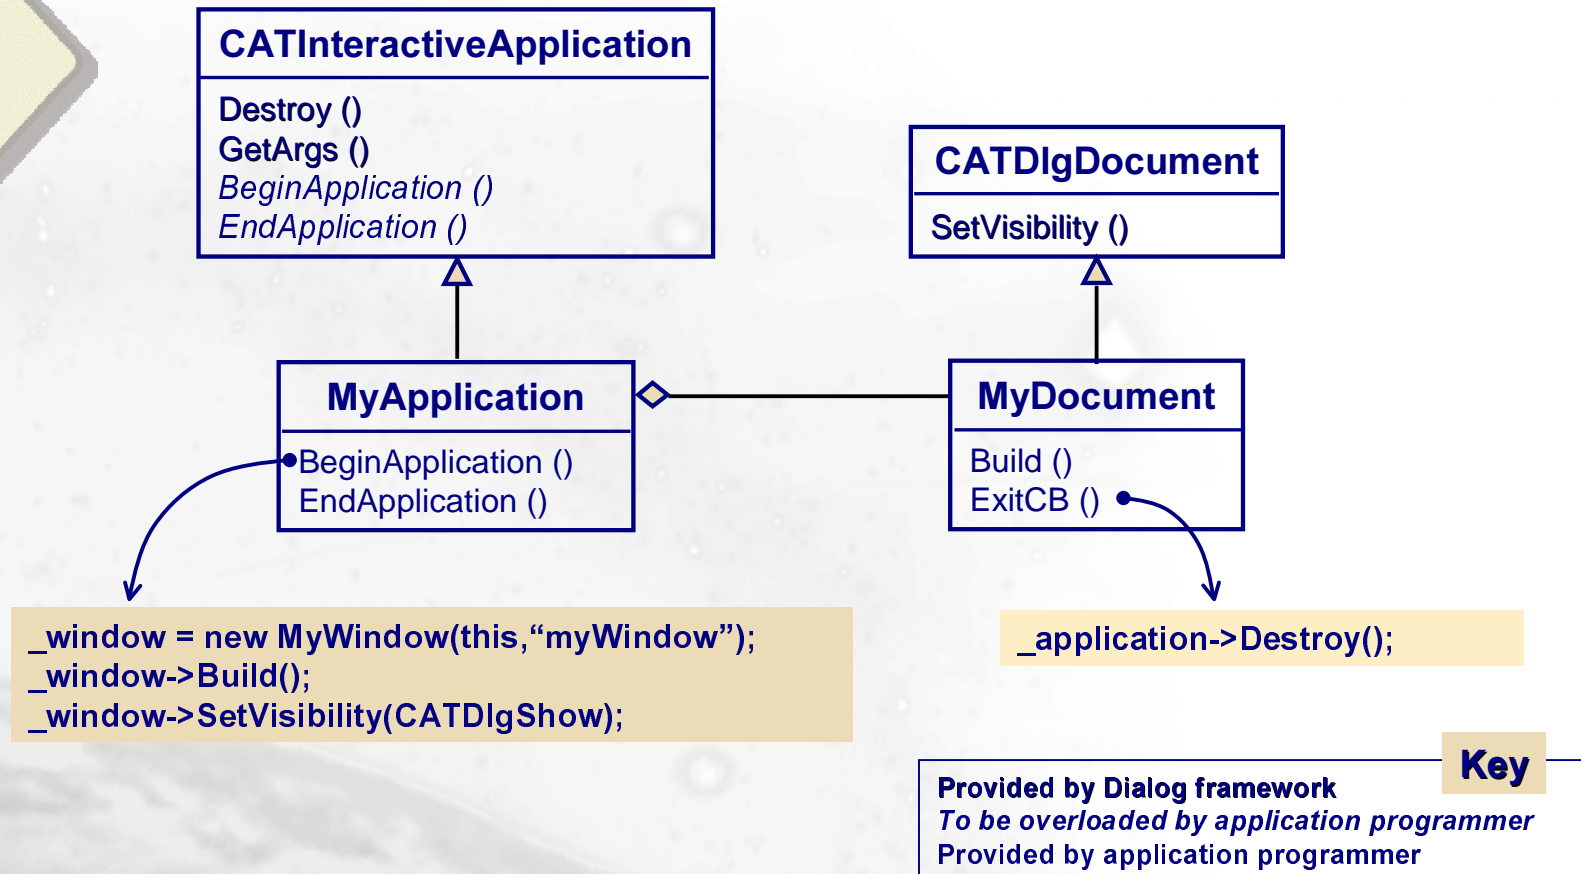 CATInteractiveApplication
Destroy ()
GetArgs ()
BeginApplication ()
EndApplication ()
CATDlgDocument
SetVisibility ()
MyApplication
BeginApplication ()
EndApplication ()
MyDocument
Build ()
ExitCB ()
_window = new MyWindow(this,“myWindow”);
_window->Build();
_window->SetVisibility(CATDlgShow);
_application->Destroy();
Key
Provided by Dialog framework
To be overloaded by application programmer
Provided by application programmer